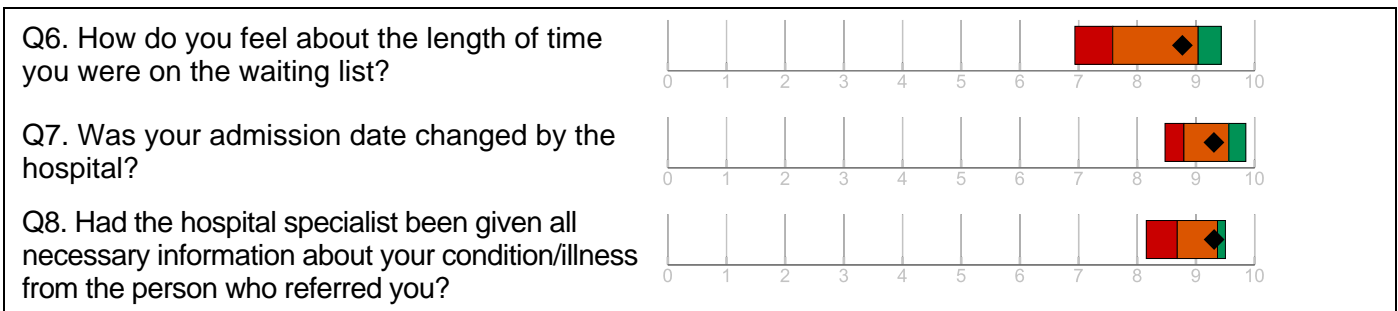 Q6. How do you feel about the length of time
you were on the waiting list?
0 1 2 3 4 5 6 7 8 9 10
Q7. Was your admission date changed by the
hospital?
0 1 2 3 4 5 6 7 8 9 10
Q8. Had the hospital specialist been given all
necessary information about your condition/illness
from the person who referred you?
0 1 2 3 4 5 6 7 8 9 10